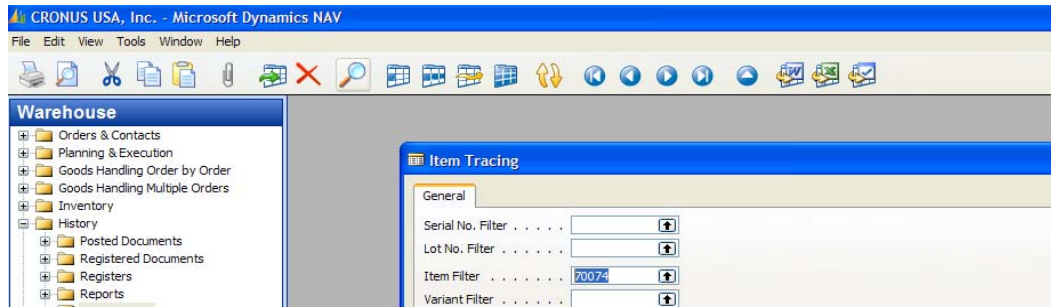 CRONUS USA, Inc. - Microsoft Dynamics NAV
File Edit View Tools Window Help
Warehouse
Orders & Contacts
Planning & Execution
Goods Handling Order by Order
Goods Handling Multiple Orders
Inventory
History
Posted Documents
Registered Documents
Registers
Reports
Item Tracing
General
Serial No. Filter . . . . .
Lot No. Filter . . . . . .
Item Filter . . . . . . . 70074
Variant Filter . . . . . .